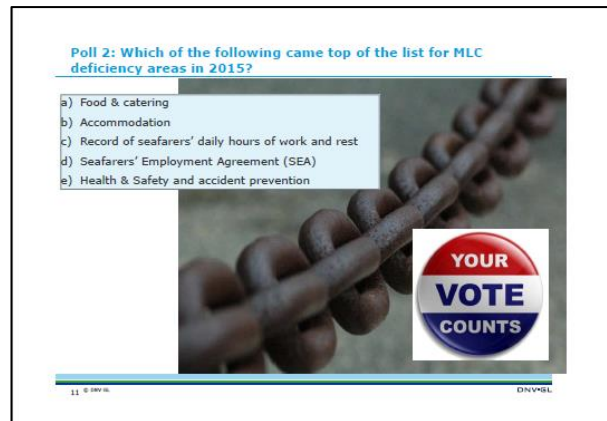 Poll 2: Which of the following came top of the list for MLC
deficiency areas in 2015?
a) Food & catering
b) Accommodation
c) Record of seafarers’ daily hours of work and rest
d) Seafarers’ Employment Agreement (SEA)
e) Health & Safety and accident prevention
YOUR
VOTE
COUNTS
11 © DNV GL
DNV·GL